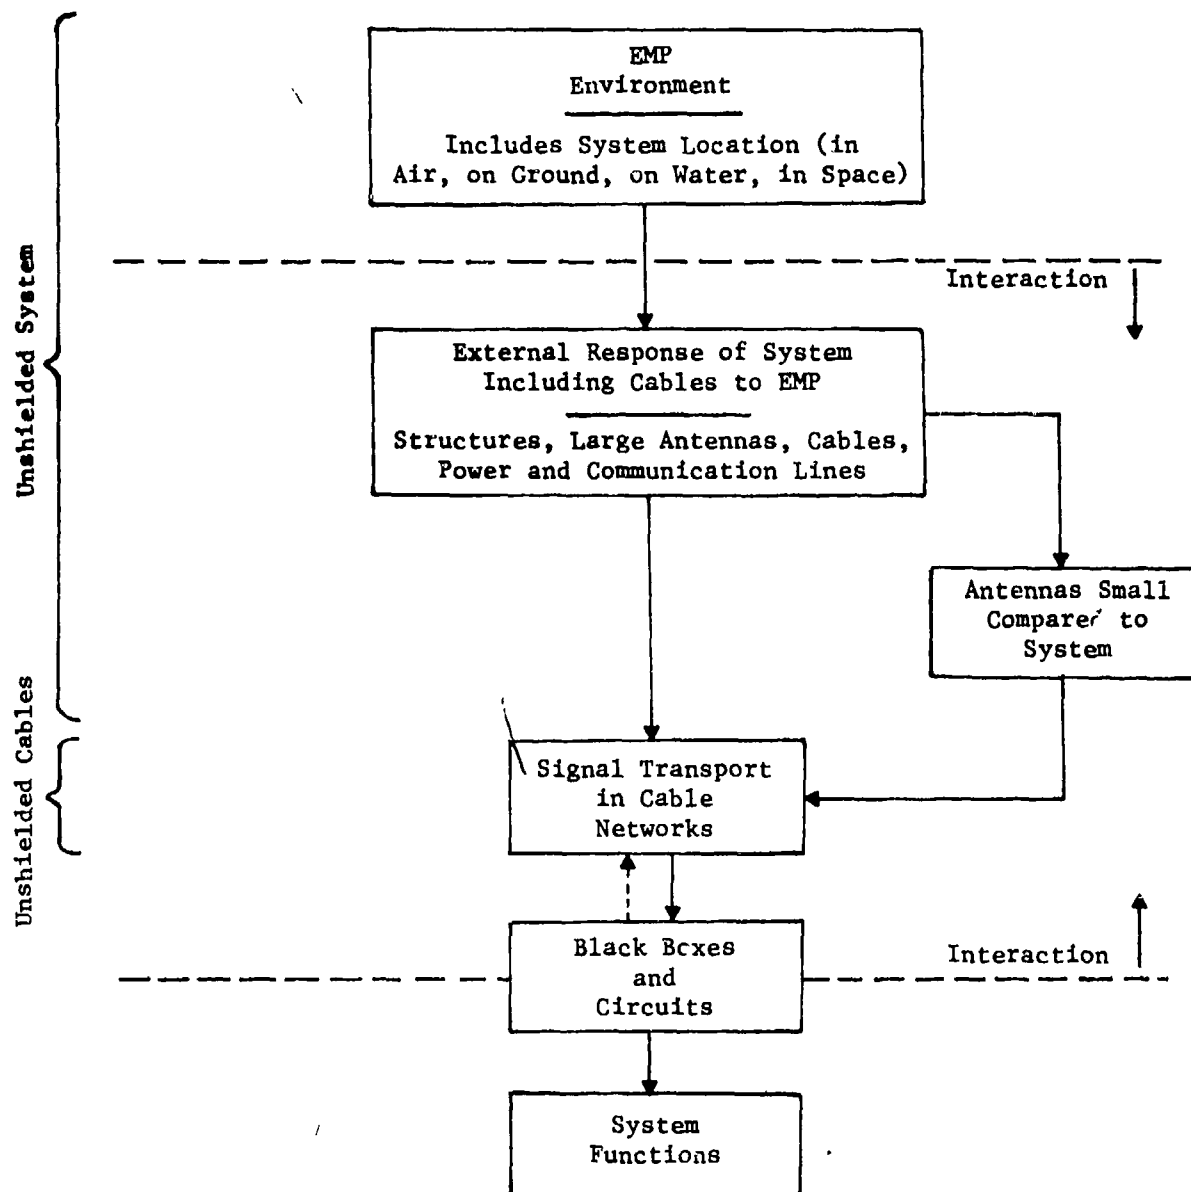 EMP
Environment
Includes System Location (in
Air, on Ground, on Water, in Space)
Interaction
External Response of System
Including Cables to EMP
Structures, Large Antennas, Cables,
Power and Communication Lines
Unshielded System
Antennas Small
Compared to
System
Unshielded Cables
Signal Transport
in Cable
Networks
Black Boxes
and
Circuits
Interaction
System
Functions